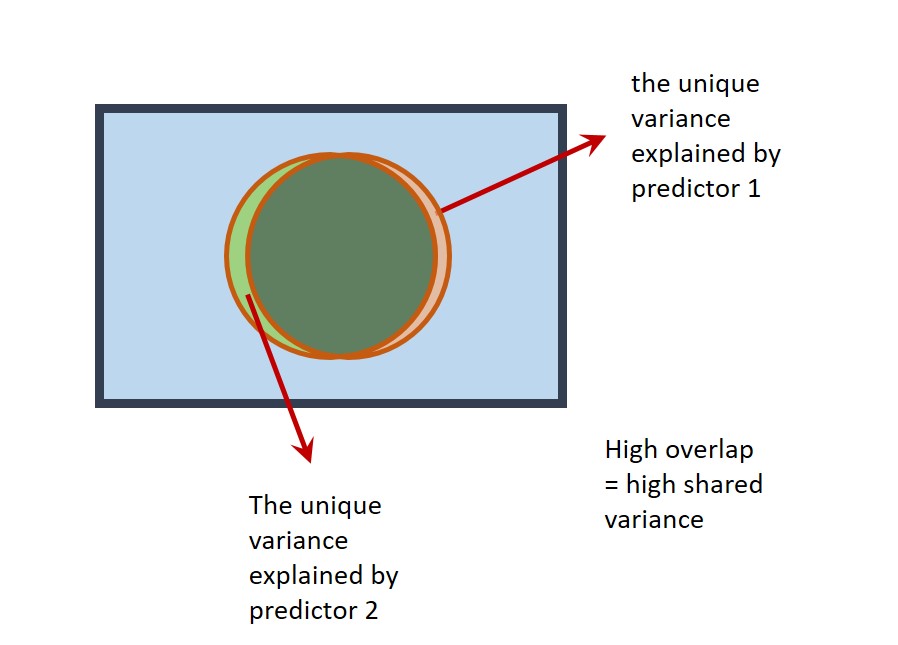 the unique
variance
explained by
predictor 1
High overlap
= high shared
variance
The unique
variance
explained by
predictor 2